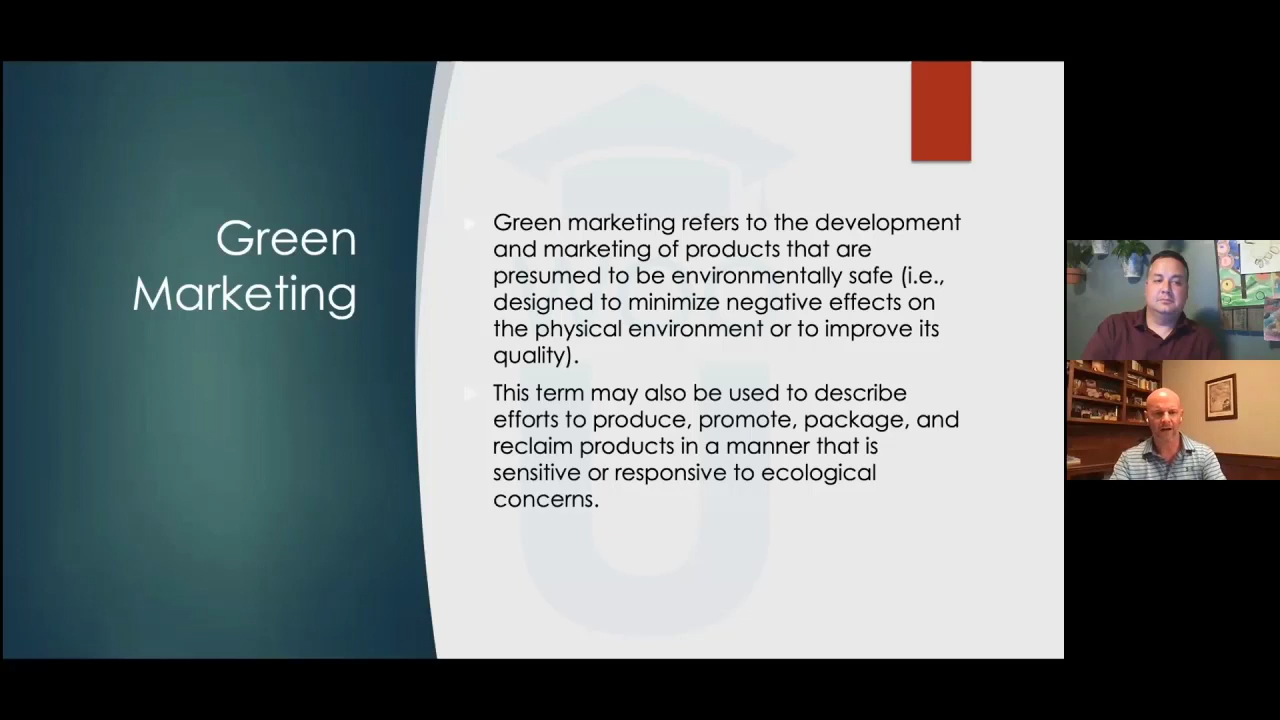 Green
Marketing
Green marketing refers to the development
and marketing of products that are
presumed to be environmentally safe (i.e.,
designed to minimize negative effects on
the physical environment or to improve its
quality).
This term may also be used to describe
efforts to produce, promote, package, and
reclaim products in a manner that is
sensitive or responsive to ecological
concerns.